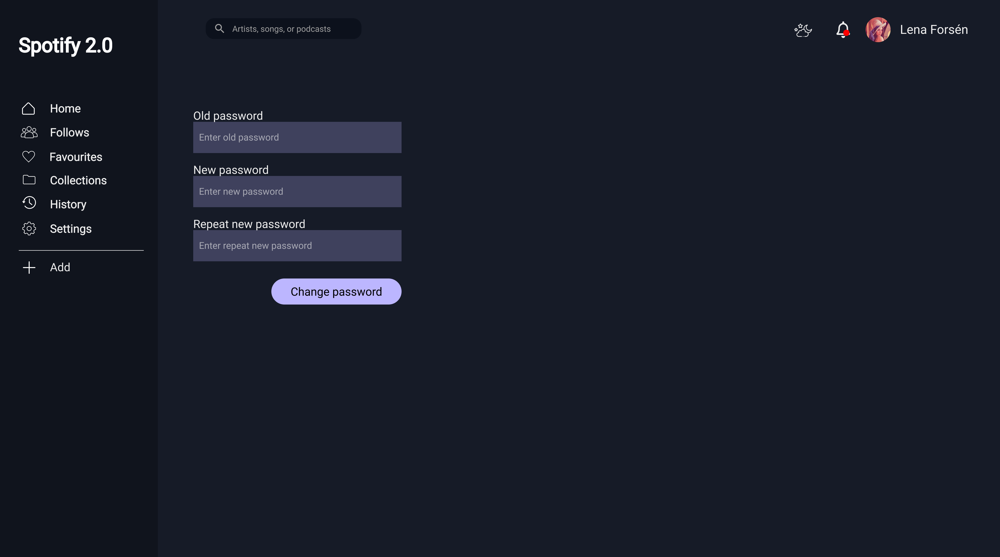 Spotify 2.0
Artists, songs, or podcasts
Lena Forsén
Home
Follows
Favourites
Collections
History
Settings
Add
Old password
Enter old password
New password
Enter new password
Repeat new password
Enter repeat new password
Change password